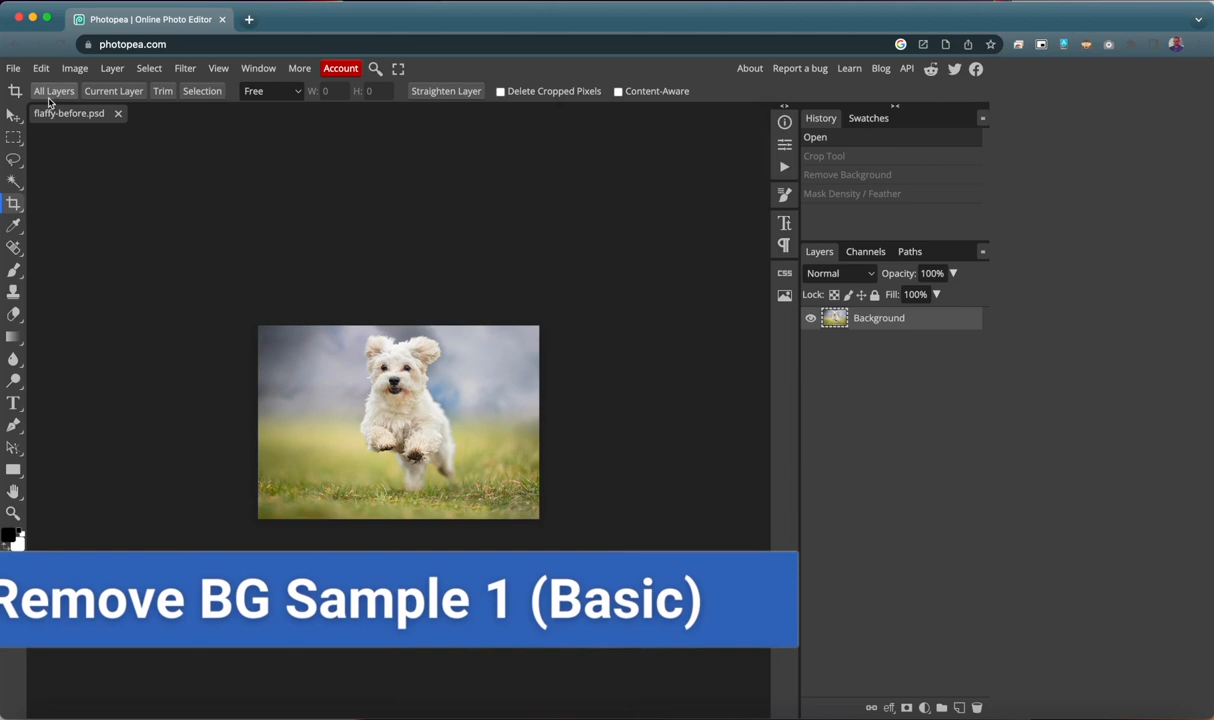 Photopea | Online Photo Editor
photopea.com
File Edit Image Layer Select Filter View Window More Account About Report a bug Learn Blog API
All Layers Current Layer Trim Selection Free W: 0 H: 0 Straighten Layer Delete Cropped Pixels Content-Aware
flaffy-before.psd
History Swatches
Open
Crop Tool
Remove Background
Mask Density / Feather
Layers Channels Paths
Normal Opacity: 100%
Lock: Fill: 100%
Background
CSS
Remove BG Sample 1 (Basic)
eff